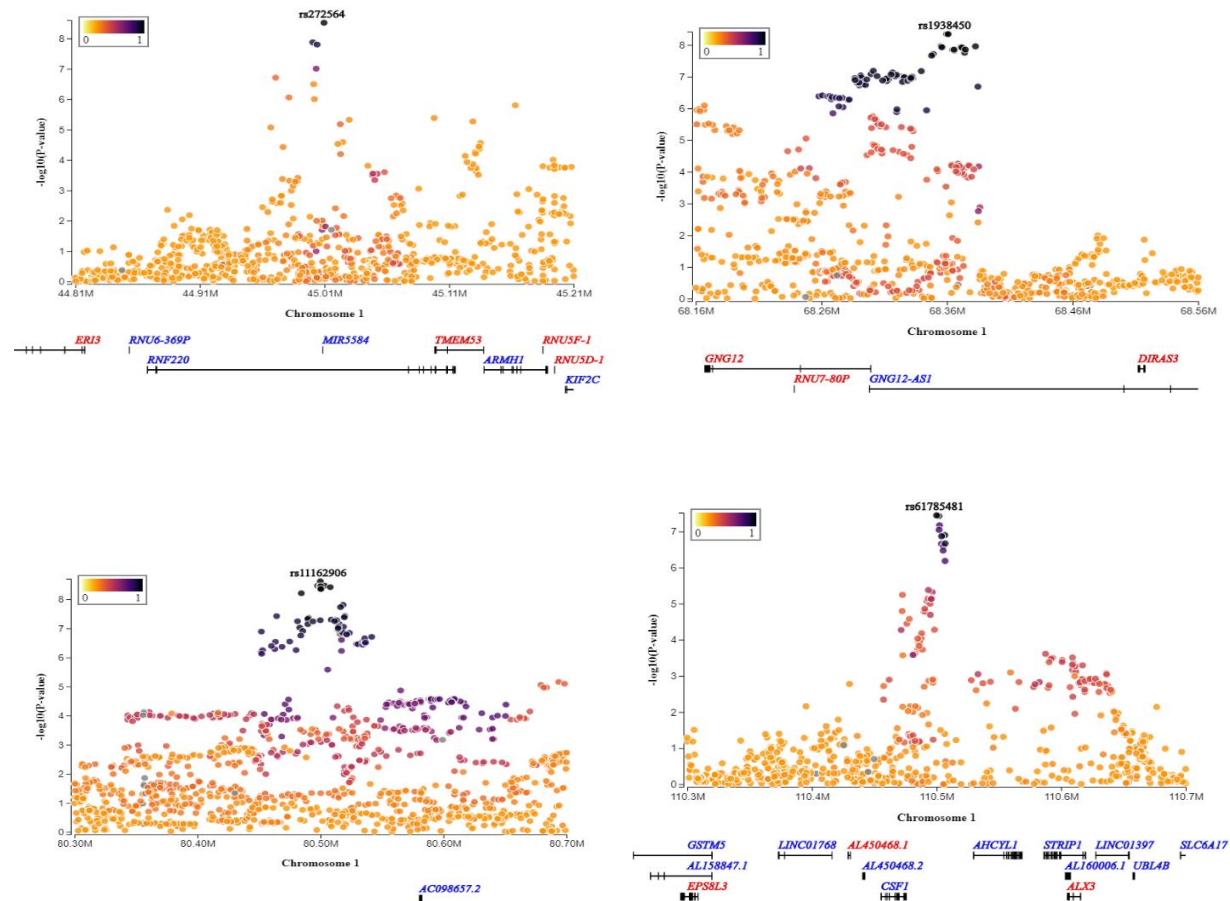 rs272564
0 1
8
7
6
5
4
3
2
1
0
-log10(P-value)
44.81M 44.91M 45.01M 45.11M 45.21M
Chromosome 1
ERI3 RNU6-369P MIR5584 TMEM53 RNU5F-1
RNF220 ARMH1 RNU5D-1
KIF2C
rs1938450
0 1
8
7
6
5
4
3
2
1
0
-log10(P-value)
68.16M 68.26M 68.36M 68.46M 68.56M
Chromosome 1
GNG12 DIRAS3
RNU7-80P GNG12-AS1
rs11162906
0 1
8
7
6
5
4
3
2
1
0
-log10(P-value)
80.30M 80.40M 80.50M 80.60M 80.70M
Chromosome 1
AC098657.2
rs61785481
0 1
7
6
5
4
3
2
1
0
-log10(P-value)
110.3M 110.4M 110.5M 110.6M 110.7M
Chromosome 1
GSTM5 LINC01768 AL450468.1 AHCYL1 STRIP1 LINC01397 SLC6A17
AL158847.1 AL450468.2 AL160006.1 UBL4B
EPS8L3 CSF1 ALX3